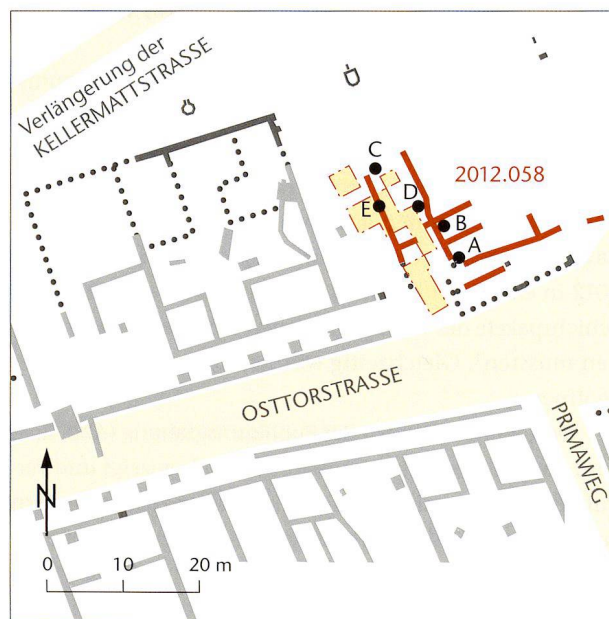 Verlängerung der
KELLERMATTSTRASSE
C
2012.058
E
D
B
A
OSTTORSTRASSE
PRIMAWEG
N
0 10 20 m